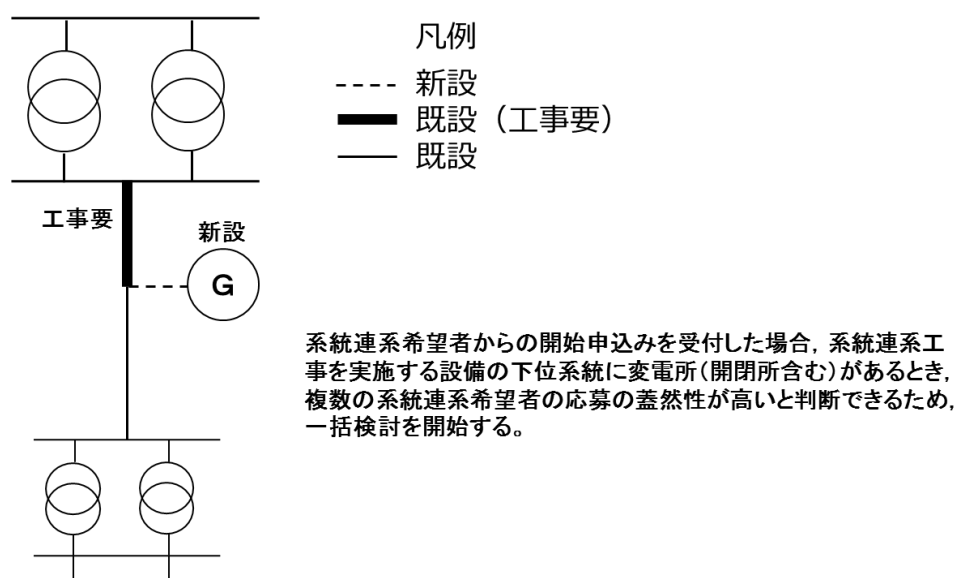 凡例
新設
既設（工事要）
既設
工事要
新設
G
系統連系希望者からの開始申込みを受付した場合, 系統連系工
事を実施する設備の下位系統に変電所（開閉所含む）があるとき,
複数の系統連系希望者の応募の蓋然性が高いと判断できるため,
一括検討を開始する。